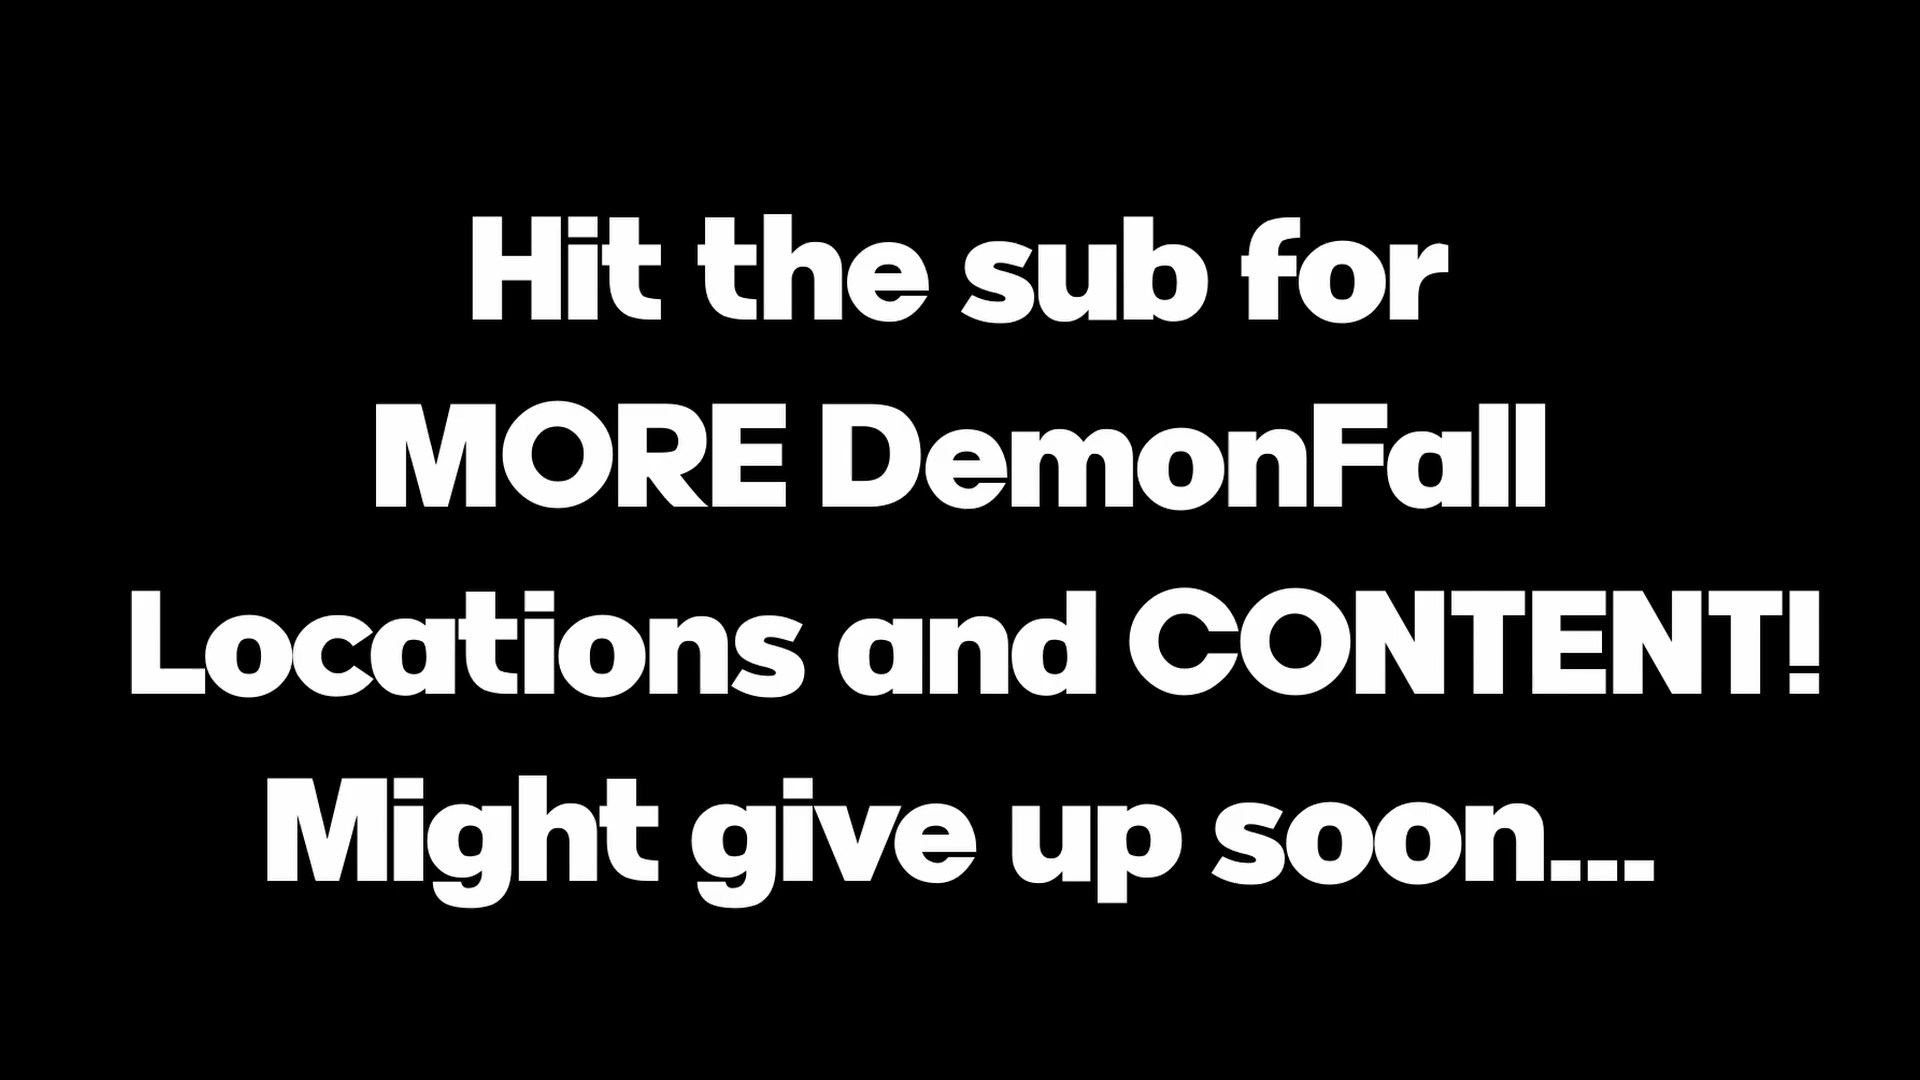 Hit the sub for
MORE DemonFall
Locations and CONTENT!
Might give up soon...